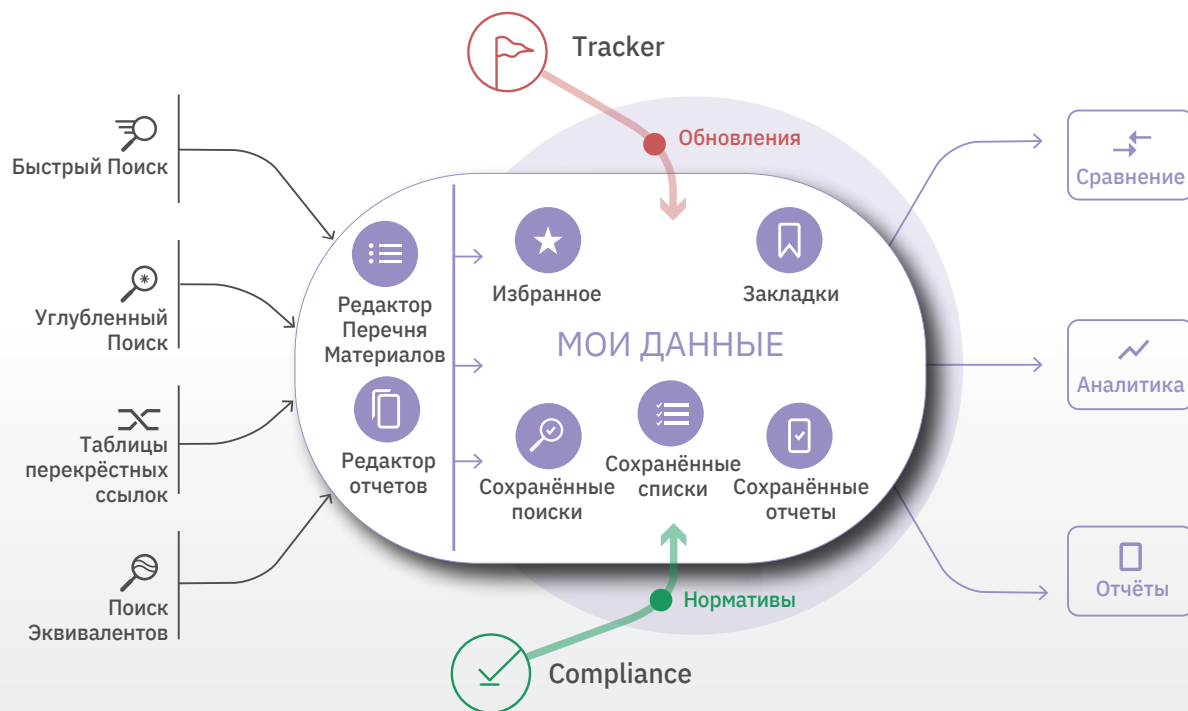 Tracker
Обновления
Быстрый Поиск
Углубленный
Поиск
Таблицы
перекрёстных
ссылок
Поиск
Эквивалентов
Редактор
Перечня
Материалов
Редактор
отчетов
Избранное
Закладки
МОИ ДАННЫЕ
Сохранённые
поиски
Сохранённые
списки
Сохранённые
отчеты
Нормативы
Compliance
Сравнение
Аналитика
Отчёты